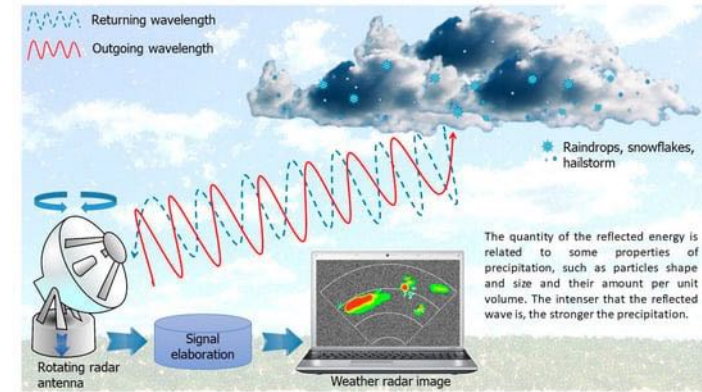 Returning wavelength
Outgoing wavelength
Raindrops, snowflakes,
hailstorm
The quantity of the reflected energy is
related to some properties of
precipitation, such as particles shape
and size and their amount per unit
volume. The intenser that the reflected
wave is, the stronger the precipitation.
Signal
elaboration
Rotating radar
antenna
Weather radar image